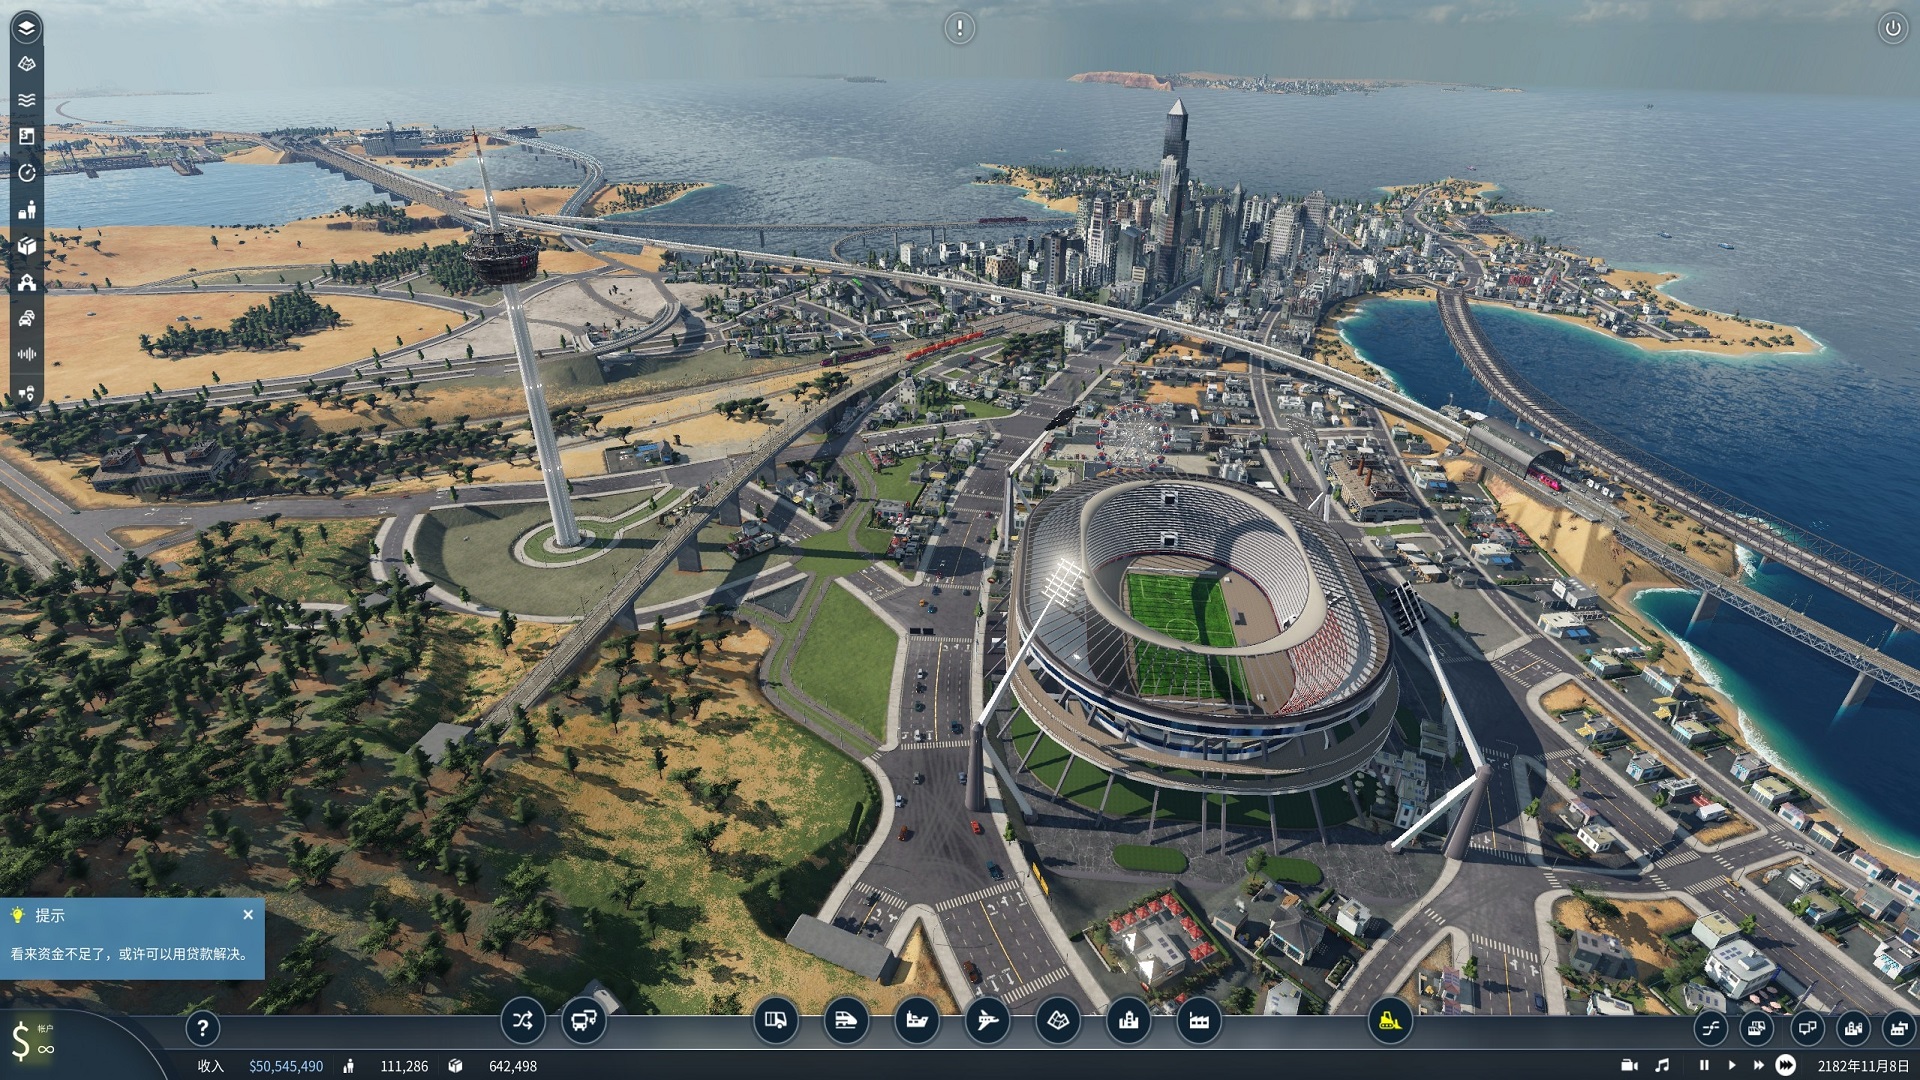 提示
看来资金不足了，或许可以用贷款解决。
帐户
$ ∞
?
收入 $50,545,490 111,286 642,498 2182年11月8日